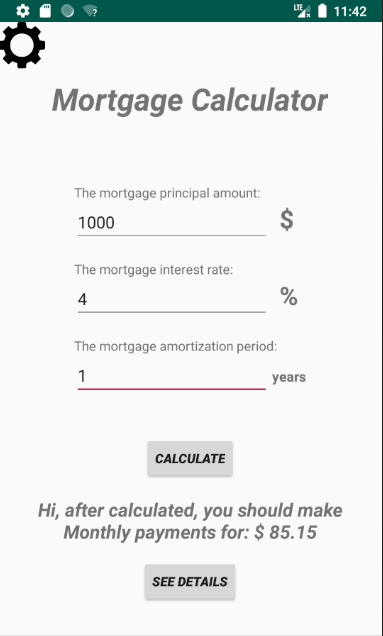 LTE 11:42
Mortgage Calculator
The mortgage principal amount:
1000 $
The mortgage interest rate:
4 %
The mortgage amortization period:
1 years
CALCULATE
Hi, after calculated, you should make
Monthly payments for: $ 85.15
SEE DETAILS